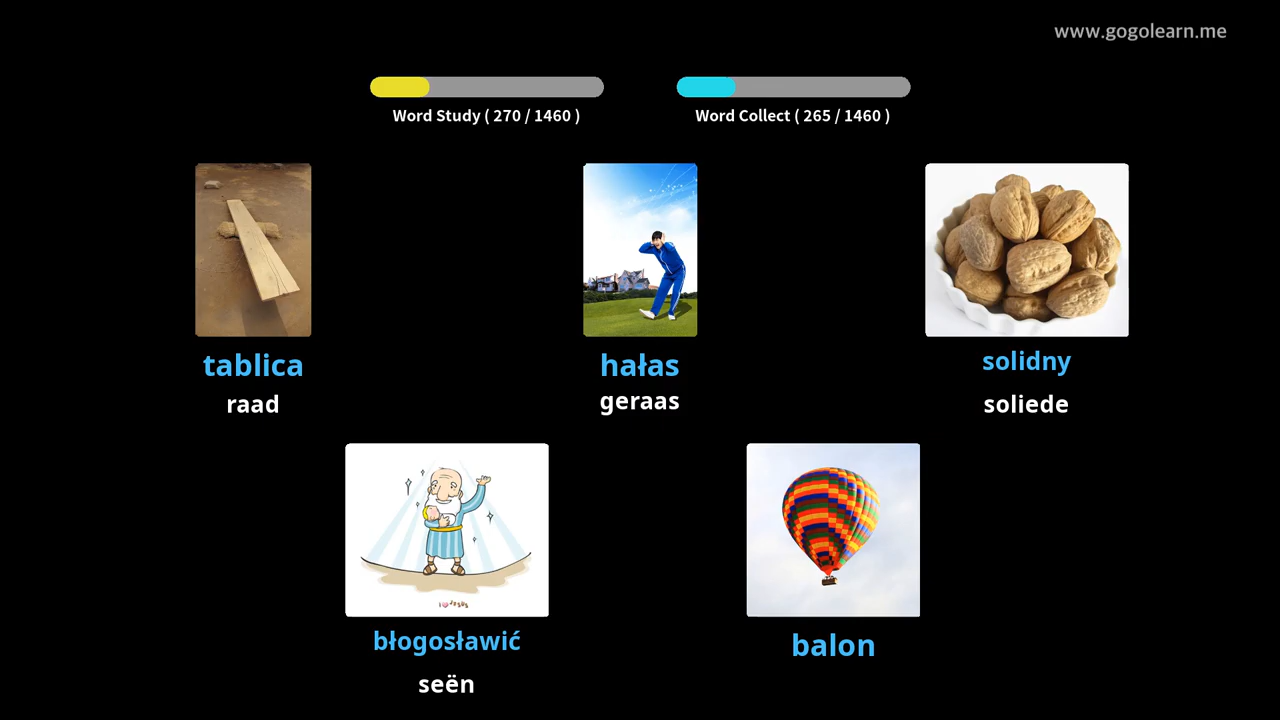 www.gogolearn.me
Word Study ( 270 / 1460 )
Word Collect ( 265 / 1460 )
tablica
raad
hałas
geraas
solidny
soliede
błogosławić
seën
balon